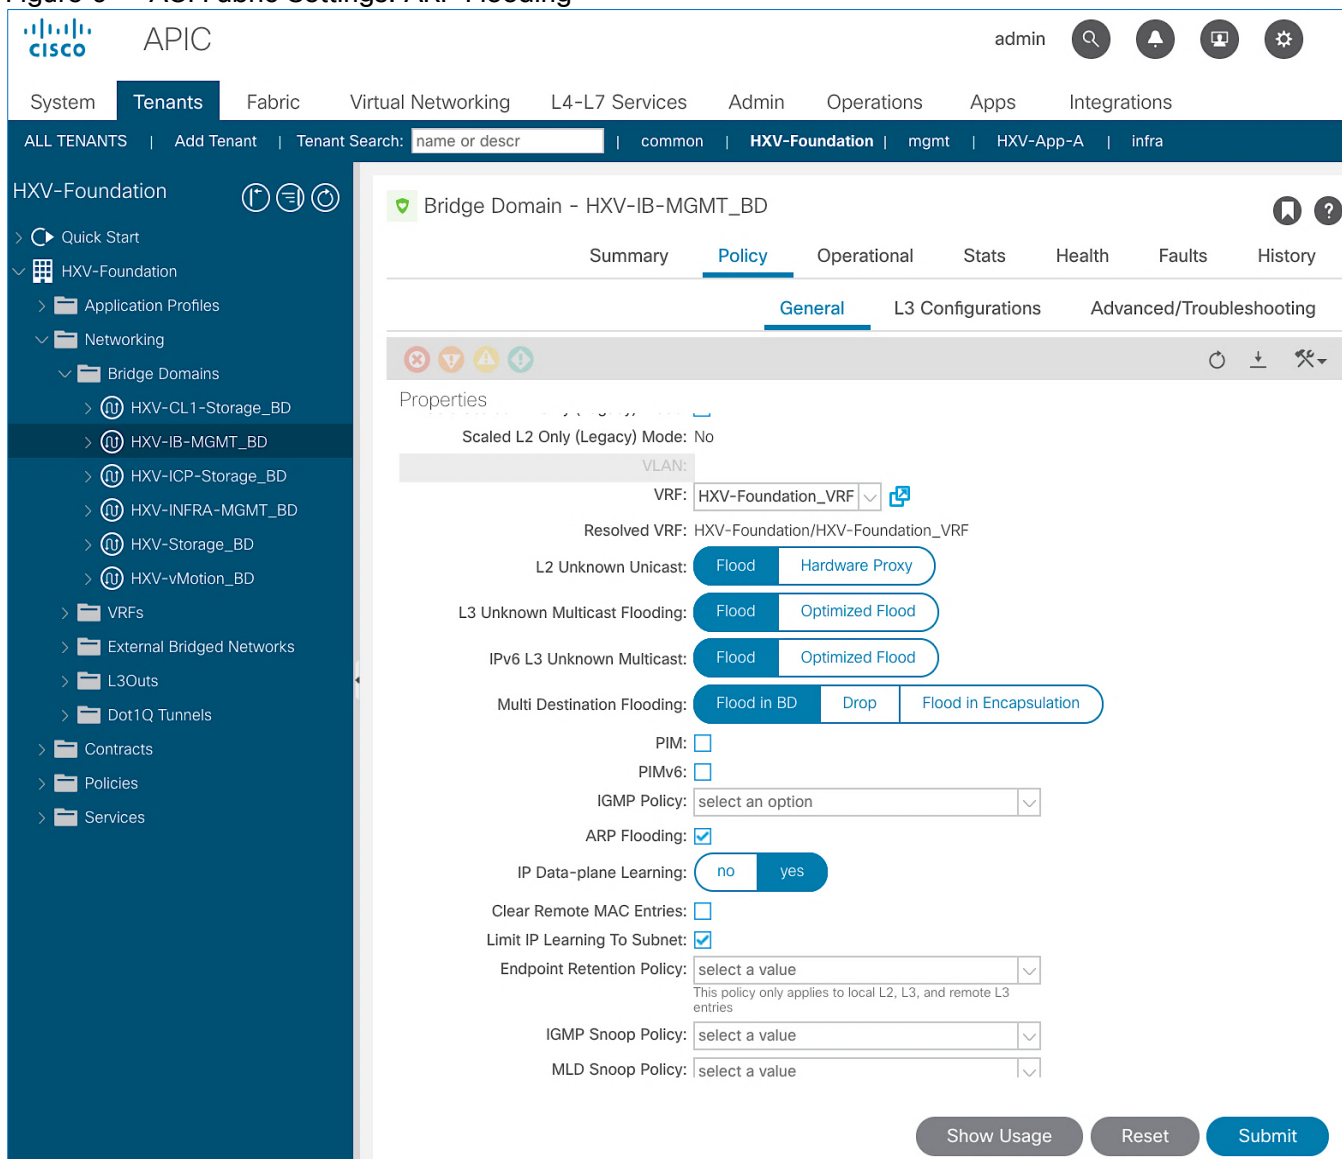 Figure 9 ACI Fabric Settings: ARP Flooding
CISCO APIC admin
System Tenants Fabric Virtual Networking L4-L7 Services Admin Operations Apps Integrations
ALL TENANTS | Add Tenant | Tenant Search: name or descr | common | HXV-Foundation | mgmt | HXV-App-A | infra
HXV-Foundation
Quick Start
HXV-Foundation
Application Profiles
Networking
Bridge Domains
HXV-CL1-Storage_BD
HXV-IB-MGMT_BD
HXV-ICP-Storage_BD
HXV-INFRA-MGMT_BD
HXV-Storage_BD
HXV-vMotion_BD
VRFs
External Bridged Networks
L3Outs
Dot1Q Tunnels
Contracts
Policies
Services
Bridge Domain - HXV-IB-MGMT_BD
Summary Policy Operational Stats Health Faults History
General L3 Configurations Advanced/Troubleshooting
Properties
Scaled L2 Only (Legacy) Mode: No
VLAN:
VRF: HXV-Foundation_VRF
Resolved VRF: HXV-Foundation/HXV-Foundation_VRF
L2 Unknown Unicast: Flood Hardware Proxy
L3 Unknown Multicast Flooding: Flood Optimized Flood
IPv6 L3 Unknown Multicast: Flood Optimized Flood
Multi Destination Flooding: Flood in BD Drop Flood in Encapsulation
PIM:
PIMv6:
IGMP Policy: select an option
ARP Flooding:
IP Data-plane Learning: no yes
Clear Remote MAC Entries:
Limit IP Learning To Subnet:
Endpoint Retention Policy: select a value
This policy only applies to local L2, L3, and remote L3
entries
IGMP Snoop Policy: select a value
MLD Snoop Policy: select a value
Show Usage Reset Submit